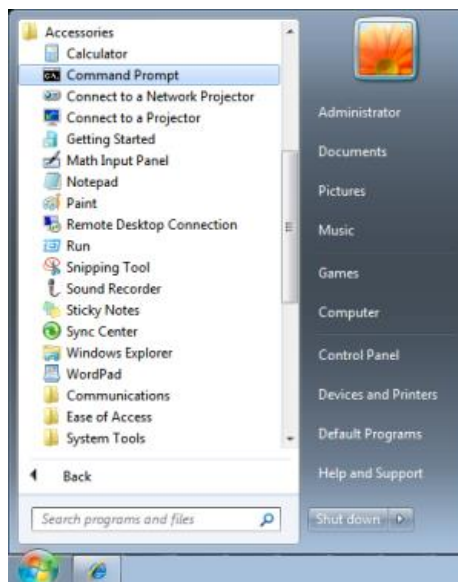 Accessories
Calculator
Command Prompt
Connect to a Network Projector
Connect to a Projector
Getting Started
Math Input Panel
Notepad
Paint
Remote Desktop Connection
Run
Snipping Tool
Sound Recorder
Sticky Notes
Sync Center
Windows Explorer
WordPad
Communications
Ease of Access
System Tools
Back
Search programs and files
Administrator
Documents
Pictures
Music
Games
Computer
Control Panel
Devices and Printers
Default Programs
Help and Support
Shut down